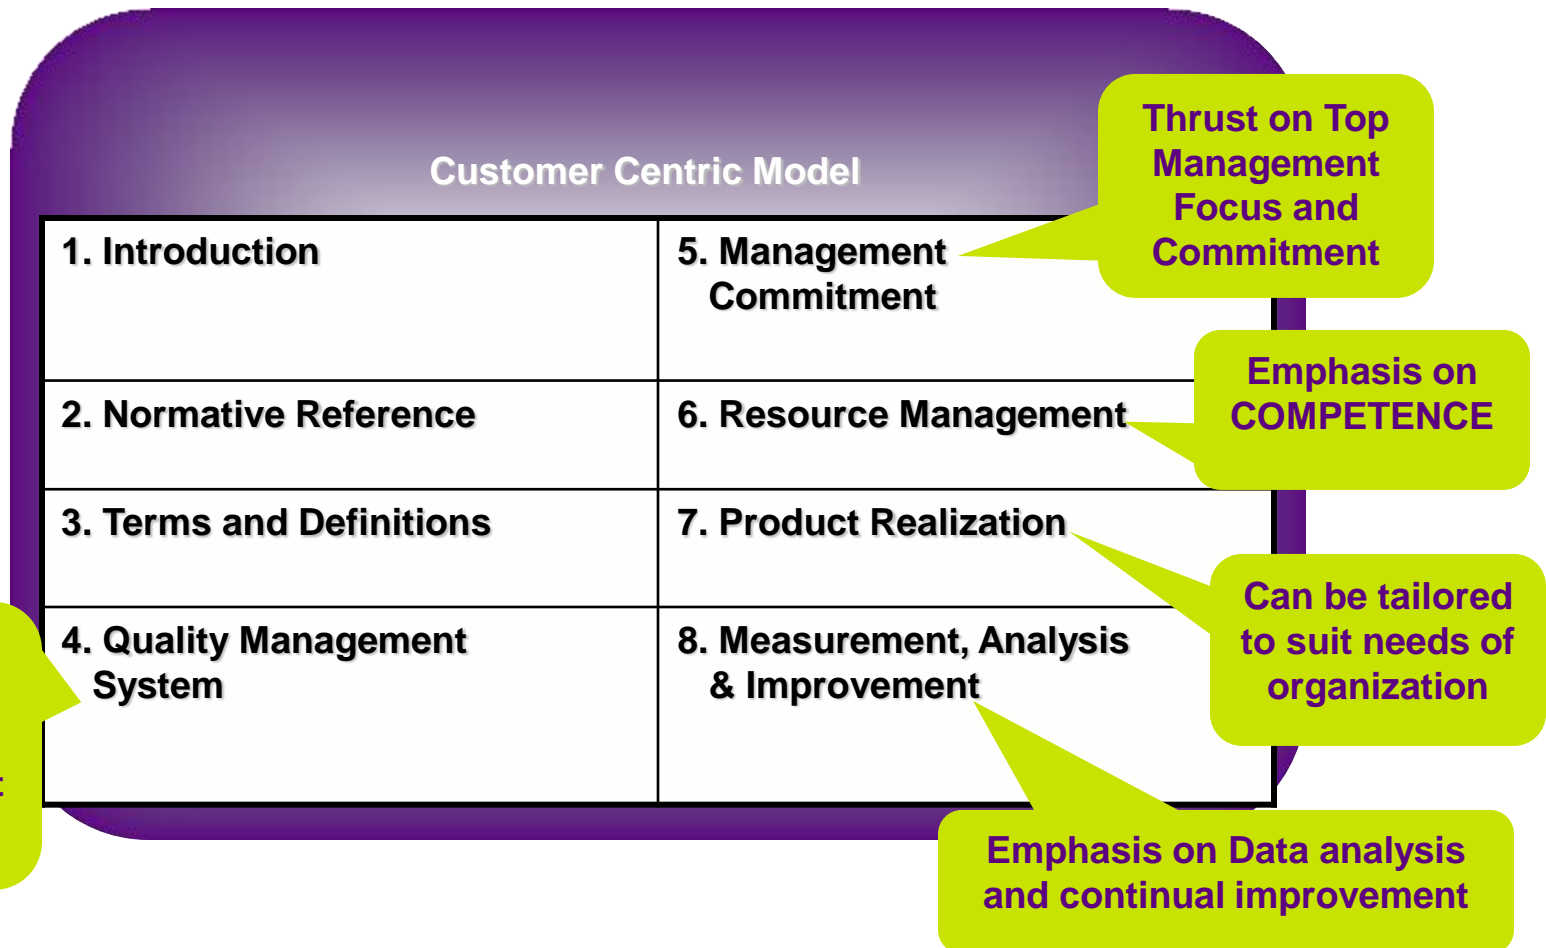 Customer Centric Model
1. Introduction
5. Management
Commitment
2. Normative Reference
6. Resource Management
3. Terms and Definitions
7. Product Realization
4. Quality Management
System
8. Measurement, Analysis
& Improvement
Thrust on Top
Management
Focus and
Commitment
Emphasis on
COMPETENCE
Can be tailored
to suit needs of
organization
Emphasis on Data analysis
and continual improvement